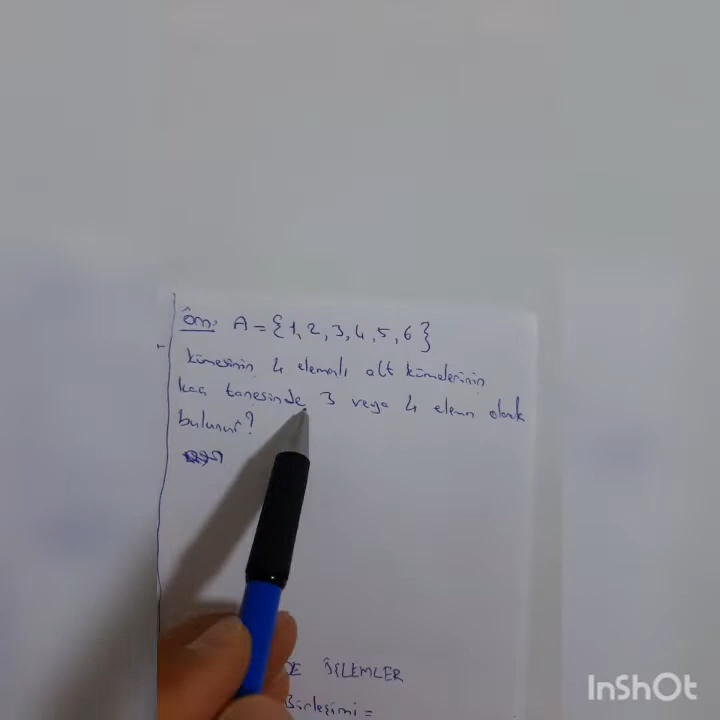 Örn: A = {1, 2, 3, 4, 5, 6}
kümesinin 4 elemanlı alt kümelerinin
kaç tanesinde 3 veya 4 eleman olarak
bulunur?
DE İŞLEMLER
Birleşimi =
InShOt